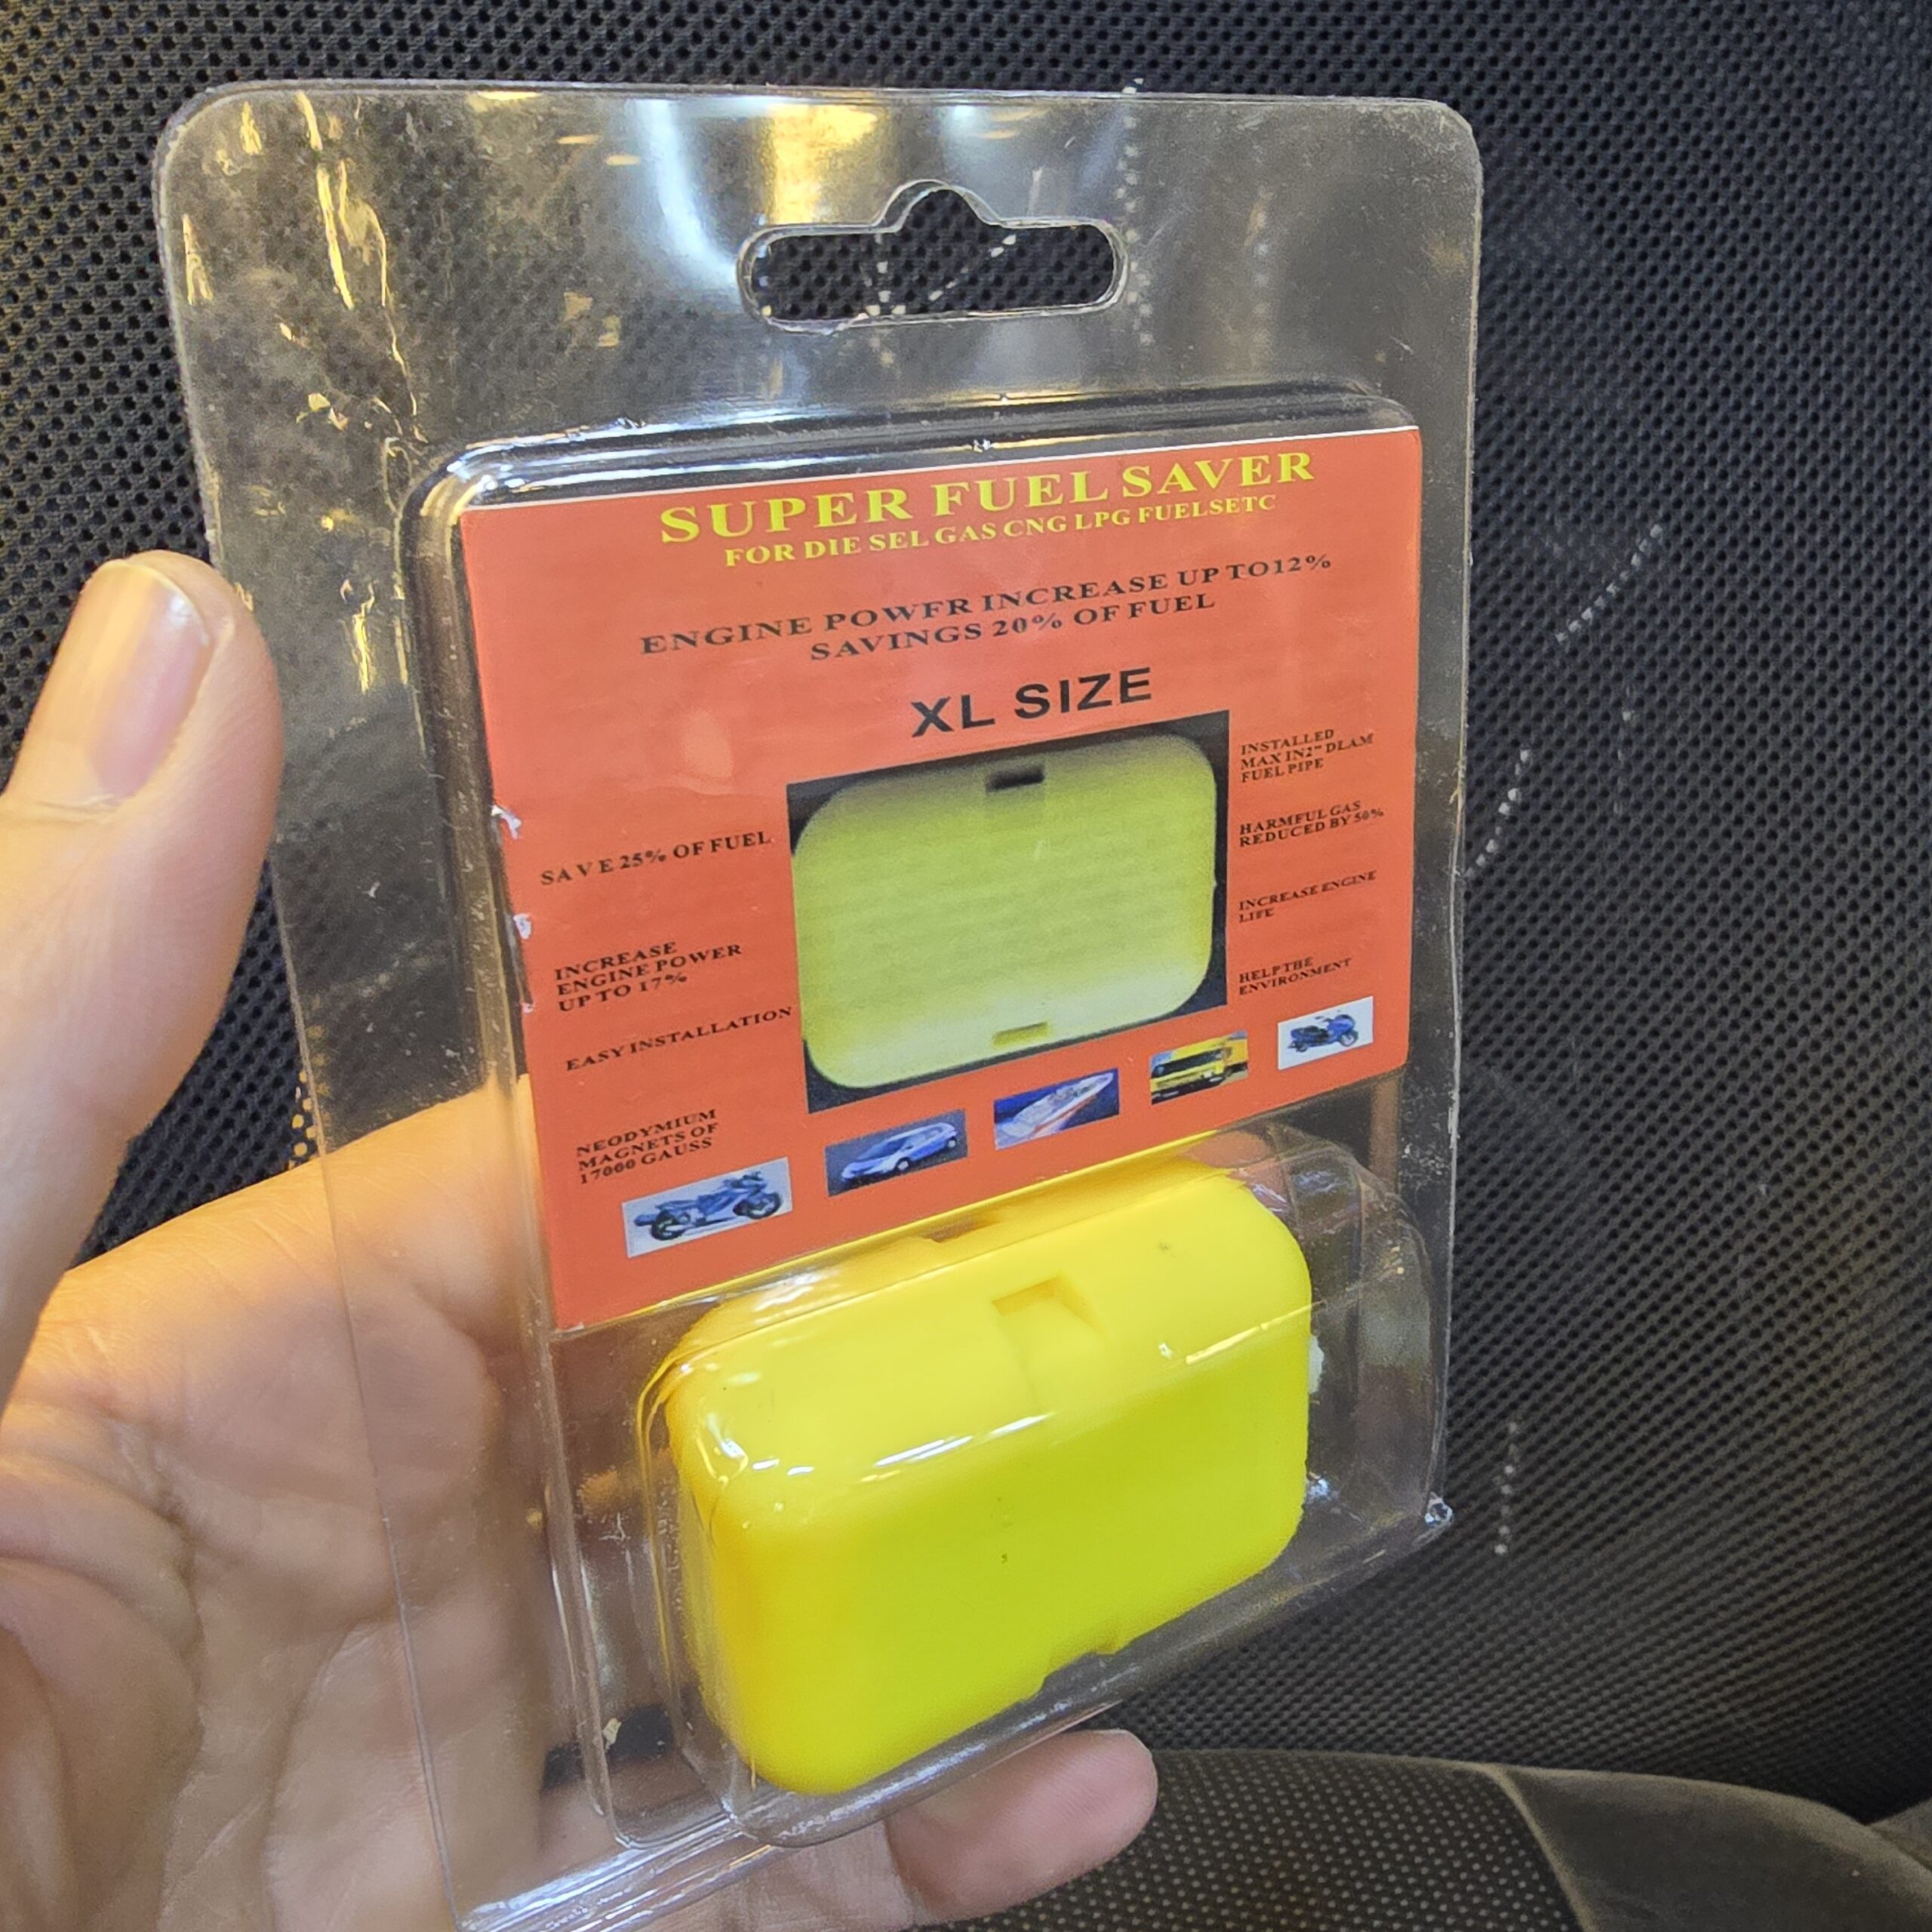 SUPER FUEL SAVER
FOR DIE SEL GAS CNG LPG FUELSETC
ENGINE POWFR INCREASE UP TO12%
SAVINGS 20% OF FUEL
XL SIZE
SAVE 25% OF FUEL
INCREASE
ENGINE POWER
UP TO 17%
EASY INSTALLATION
NEODYMIUM
MAGNETS OF
17000 GAUSS
INSTALLED
MAX IN2" DLAM
FUEL PIPE
HARMFUL GAS
REDUCED BY 50%
INCREASE ENGINE
LIFE
HELP THE
ENVIRONMENT